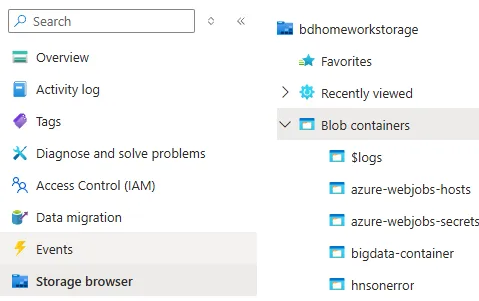 Search
Overview
Activity log
Tags
Diagnose and solve problems
Access Control (IAM)
Data migration
Events
Storage browser
bdhomeworkstorage
Favorites
Recently viewed
Blob containers
$logs
azure-webjobs-hosts
azure-webjobs-secrets
bigdata-container
hnsonerror